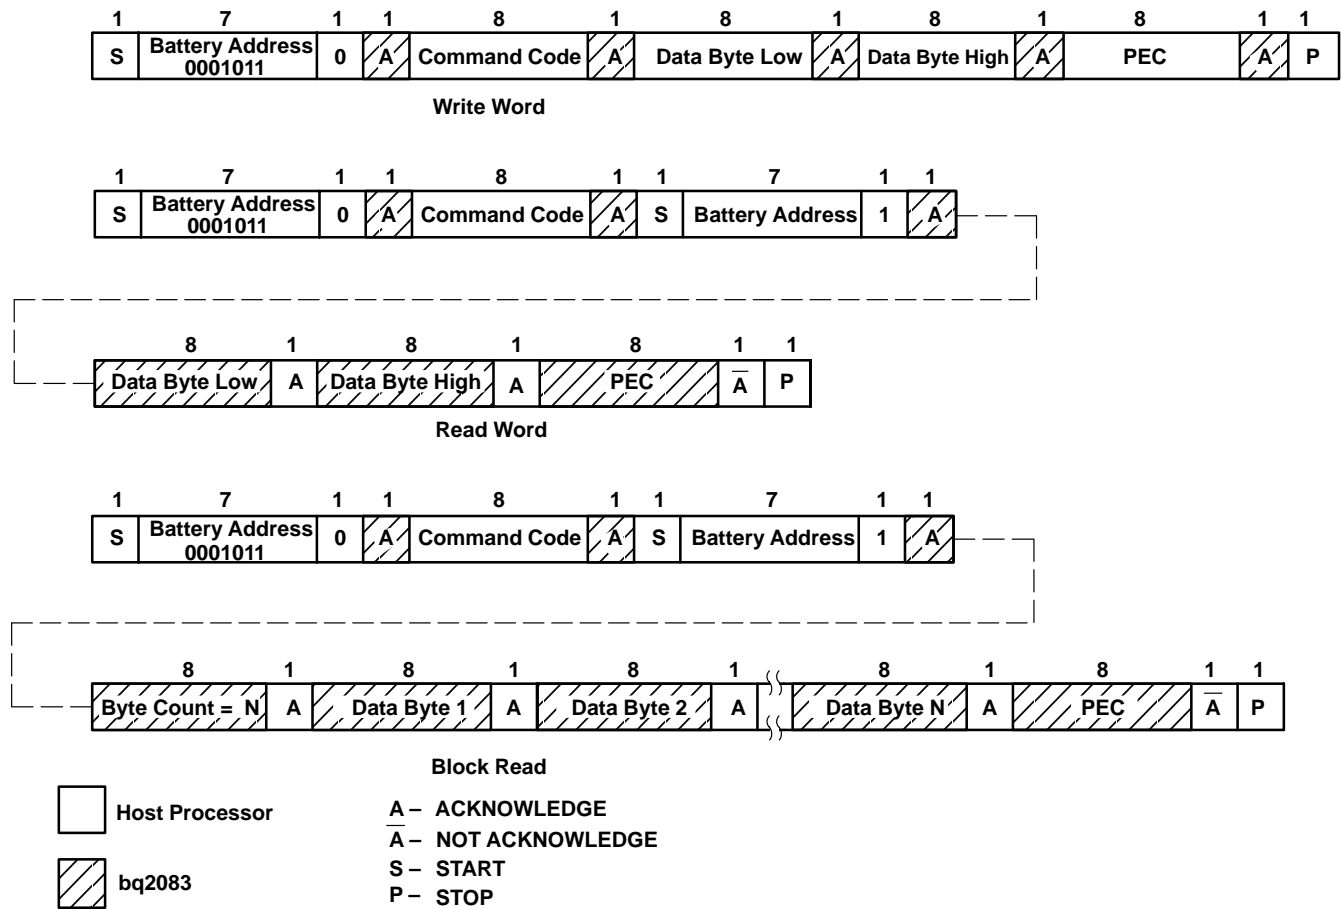 1 7 1 1 8 1 8 1 8 1 8 1 1
S Battery Address 0001011 0 A Command Code A Data Byte Low A Data Byte High A PEC A P
Write Word
1 7 1 1 8 1 1 7 1 1
S Battery Address 0001011 0 A Command Code A S Battery Address 1 A
8 1 8 1 8 1 1
Data Byte Low A Data Byte High A PEC A̅ P
Read Word
1 7 1 1 8 1 1 7 1 1
S Battery Address 0001011 0 A Command Code A S Battery Address 1 A
8 1 8 1 8 1 8 1 8 1 1
Byte Count = N A Data Byte 1 A Data Byte 2 A Data Byte N A PEC A̅ P
Block Read
Host Processor
bq2083
A – ACKNOWLEDGE
A̅ – NOT ACKNOWLEDGE
S – START
P – STOP